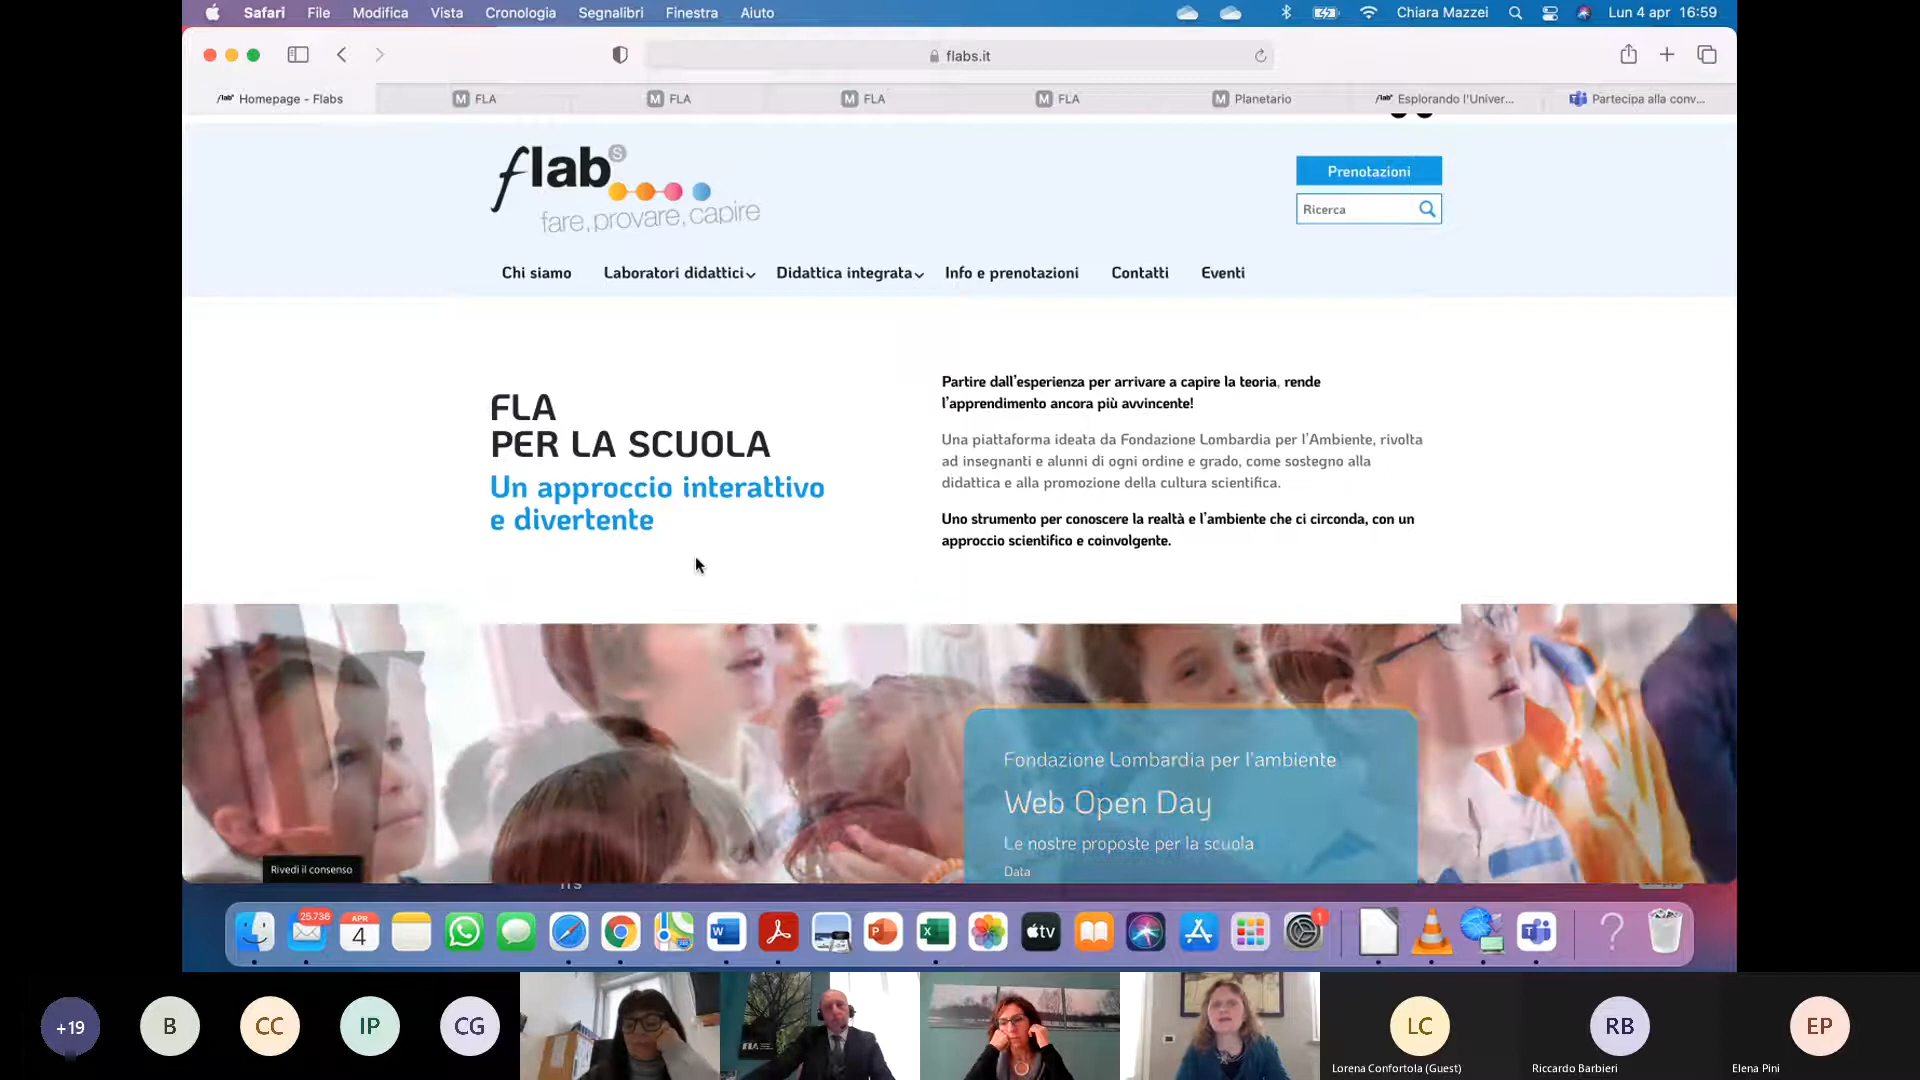 Safari File Modifica Vista Cronologia Segnalibri Finestra Aiuto Chiara Mazzei Lun 4 apr 16:59
flabs.it
flab Homepage - Flabs M FLA M FLA M FLA M FLA M Planetario flab Esplorando l'Univer... Partecipa alla conv...
flab S
fare, provare, capire
Prenotazioni
Ricerca
Chi siamo Laboratori didattici Didattica integrata Info e prenotazioni Contatti Eventi
FLA
PER LA SCUOLA
Un approccio interattivo
e divertente
Partire dall'esperienza per arrivare a capire la teoria, rende
l'apprendimento ancora più avvincente!
Una piattaforma ideata da Fondazione Lombardia per l'Ambiente, rivolta
ad insegnanti e alunni di ogni ordine e grado, come sostegno alla
didattica e alla promozione della cultura scientifica.
Uno strumento per conoscere la realtà e l'ambiente che ci circonda, con un
approccio scientifico e coinvolgente.
Fondazione Lombardia per l'ambiente
Web Open Day
Le nostre proposte per la scuola
Data
Rivedi il consenso
25.736 APR 4 W P X tv 1 T ?
+19 B CC IP CG FLA LC RB EP
Lorena Confortola (Guest) Riccardo Barbieri Elena Pini